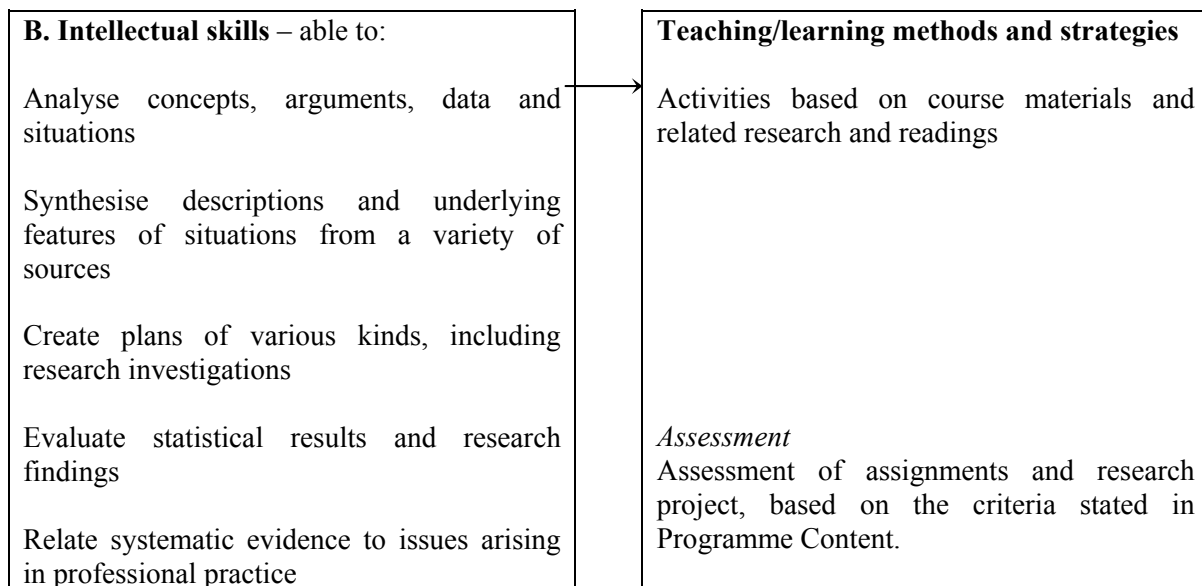 B. Intellectual skills – able to:
Analyse concepts, arguments, data and
situations
Synthesise descriptions and underlying
features of situations from a variety of
sources
Create plans of various kinds, including
research investigations
Evaluate statistical results and research
findings
Relate systematic evidence to issues arising
in professional practice
Teaching/learning methods and strategies
Activities based on course materials and
related research and readings
Assessment
Assessment of assignments and research
project, based on the criteria stated in
Programme Content.